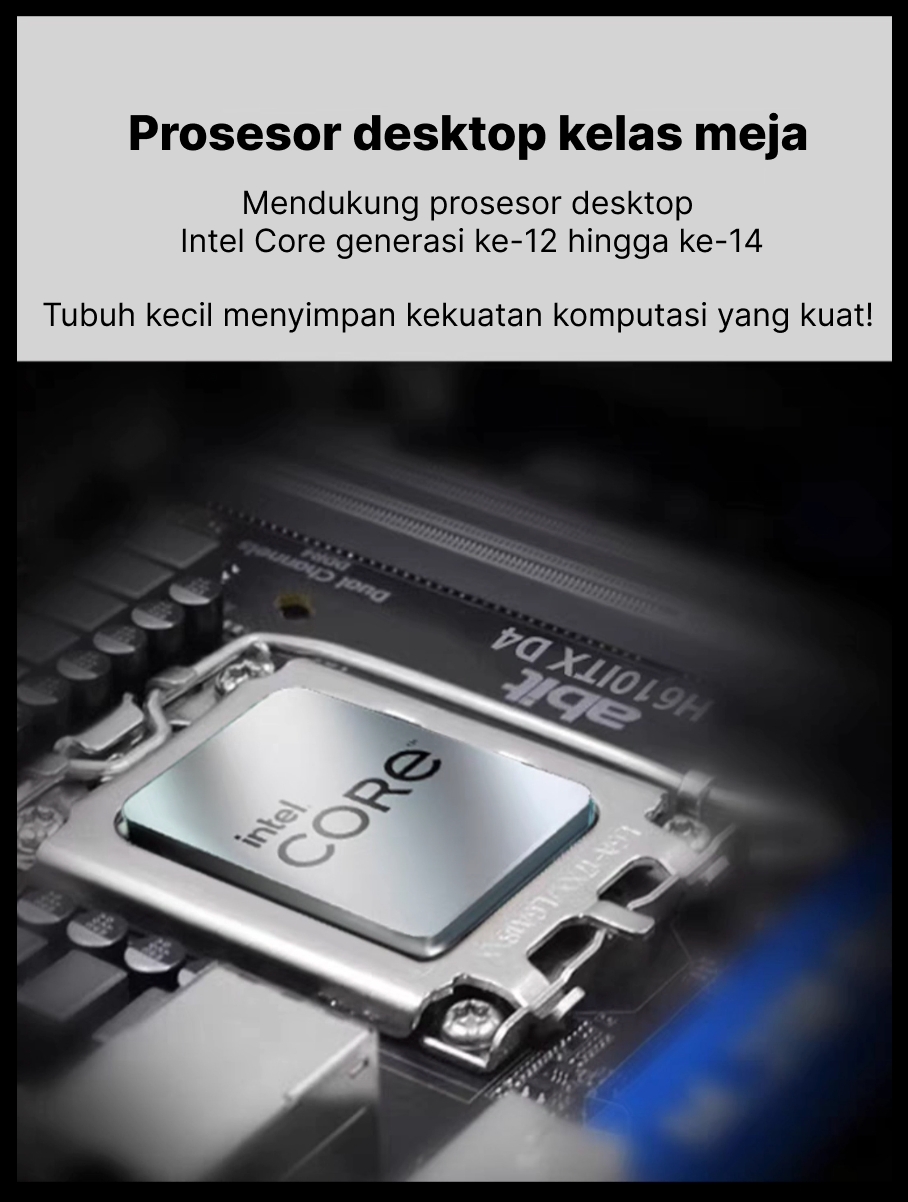 Prosesor desktop kelas meja
Mendukung prosesor desktop
Intel Core generasi ke-12 hingga ke-14
Tubuh kecil menyimpan kekuatan komputasi yang kuat!
Dual Channels
H610ITX D4
abit
intel
CORE